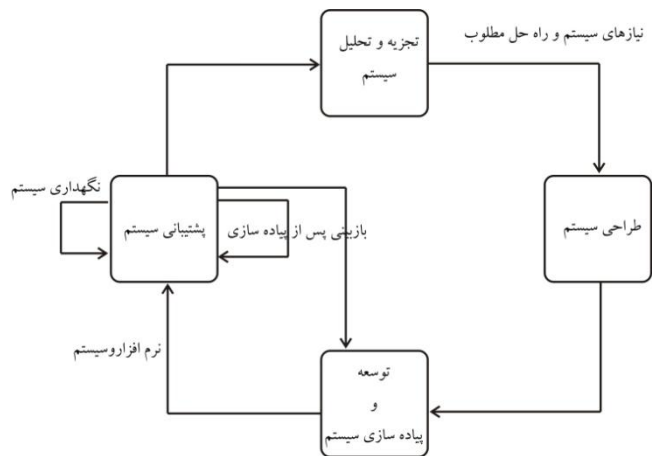 تجزیه و تحلیل
سیستم
نیازهای سیستم و راه حل مطلوب
نگهداری سیستم
پشتیبانی سیستم
بازبینی پس از پیاده سازی
طراحی سیستم
نرم افزاروسیستم
توسعه
و
پیاده سازی سیستم